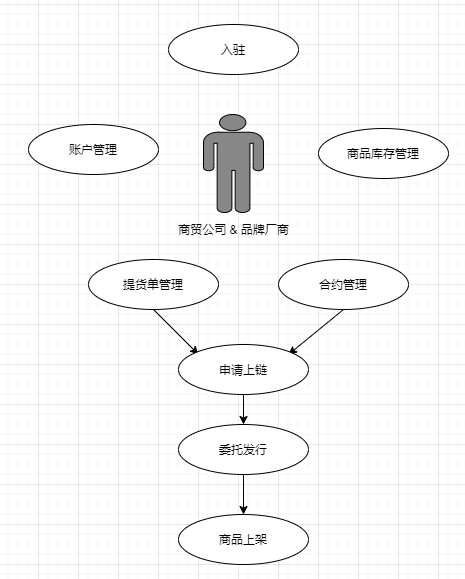 入驻
账户管理
商品库存管理
商贸公司 & 品牌厂商
提货单管理
合约管理
申请上链
委托发行
商品上架